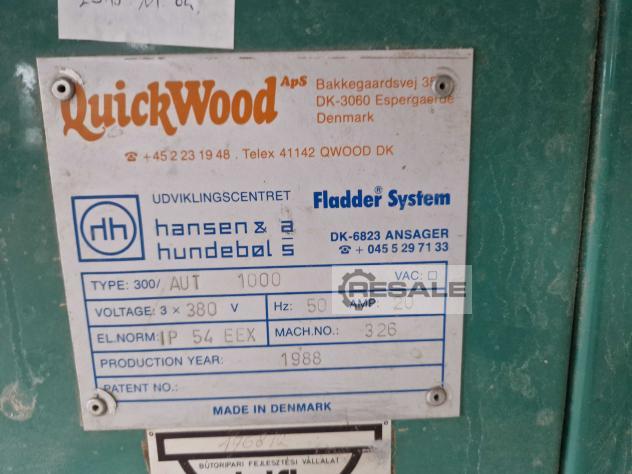 QuickWood ApS
Bakkegaardsvej
DK-3060 Espergaerde
Denmark
☎ +45 2 23 19 48 . Telex 41142 QWOOD DK
UDVIKLINGSCENTRET Fladder® System
hansen & a/s
hundebøl
DK-6823 ANSAGER
☎ + 045 5 29 71 33
TYPE: 300/ AUT 1000 VAC: □
VOLTAGE: 3 × 380 V Hz: 50 AMP: 20
EL.NORM: IP 54 EEX MACH.NO.: 326
PRODUCTION YEAR: 1988
PATENT NO.:
MADE IN DENMARK
RESALE
BÚTORIPARI FEJLESZTÉSI VÁLLALAT